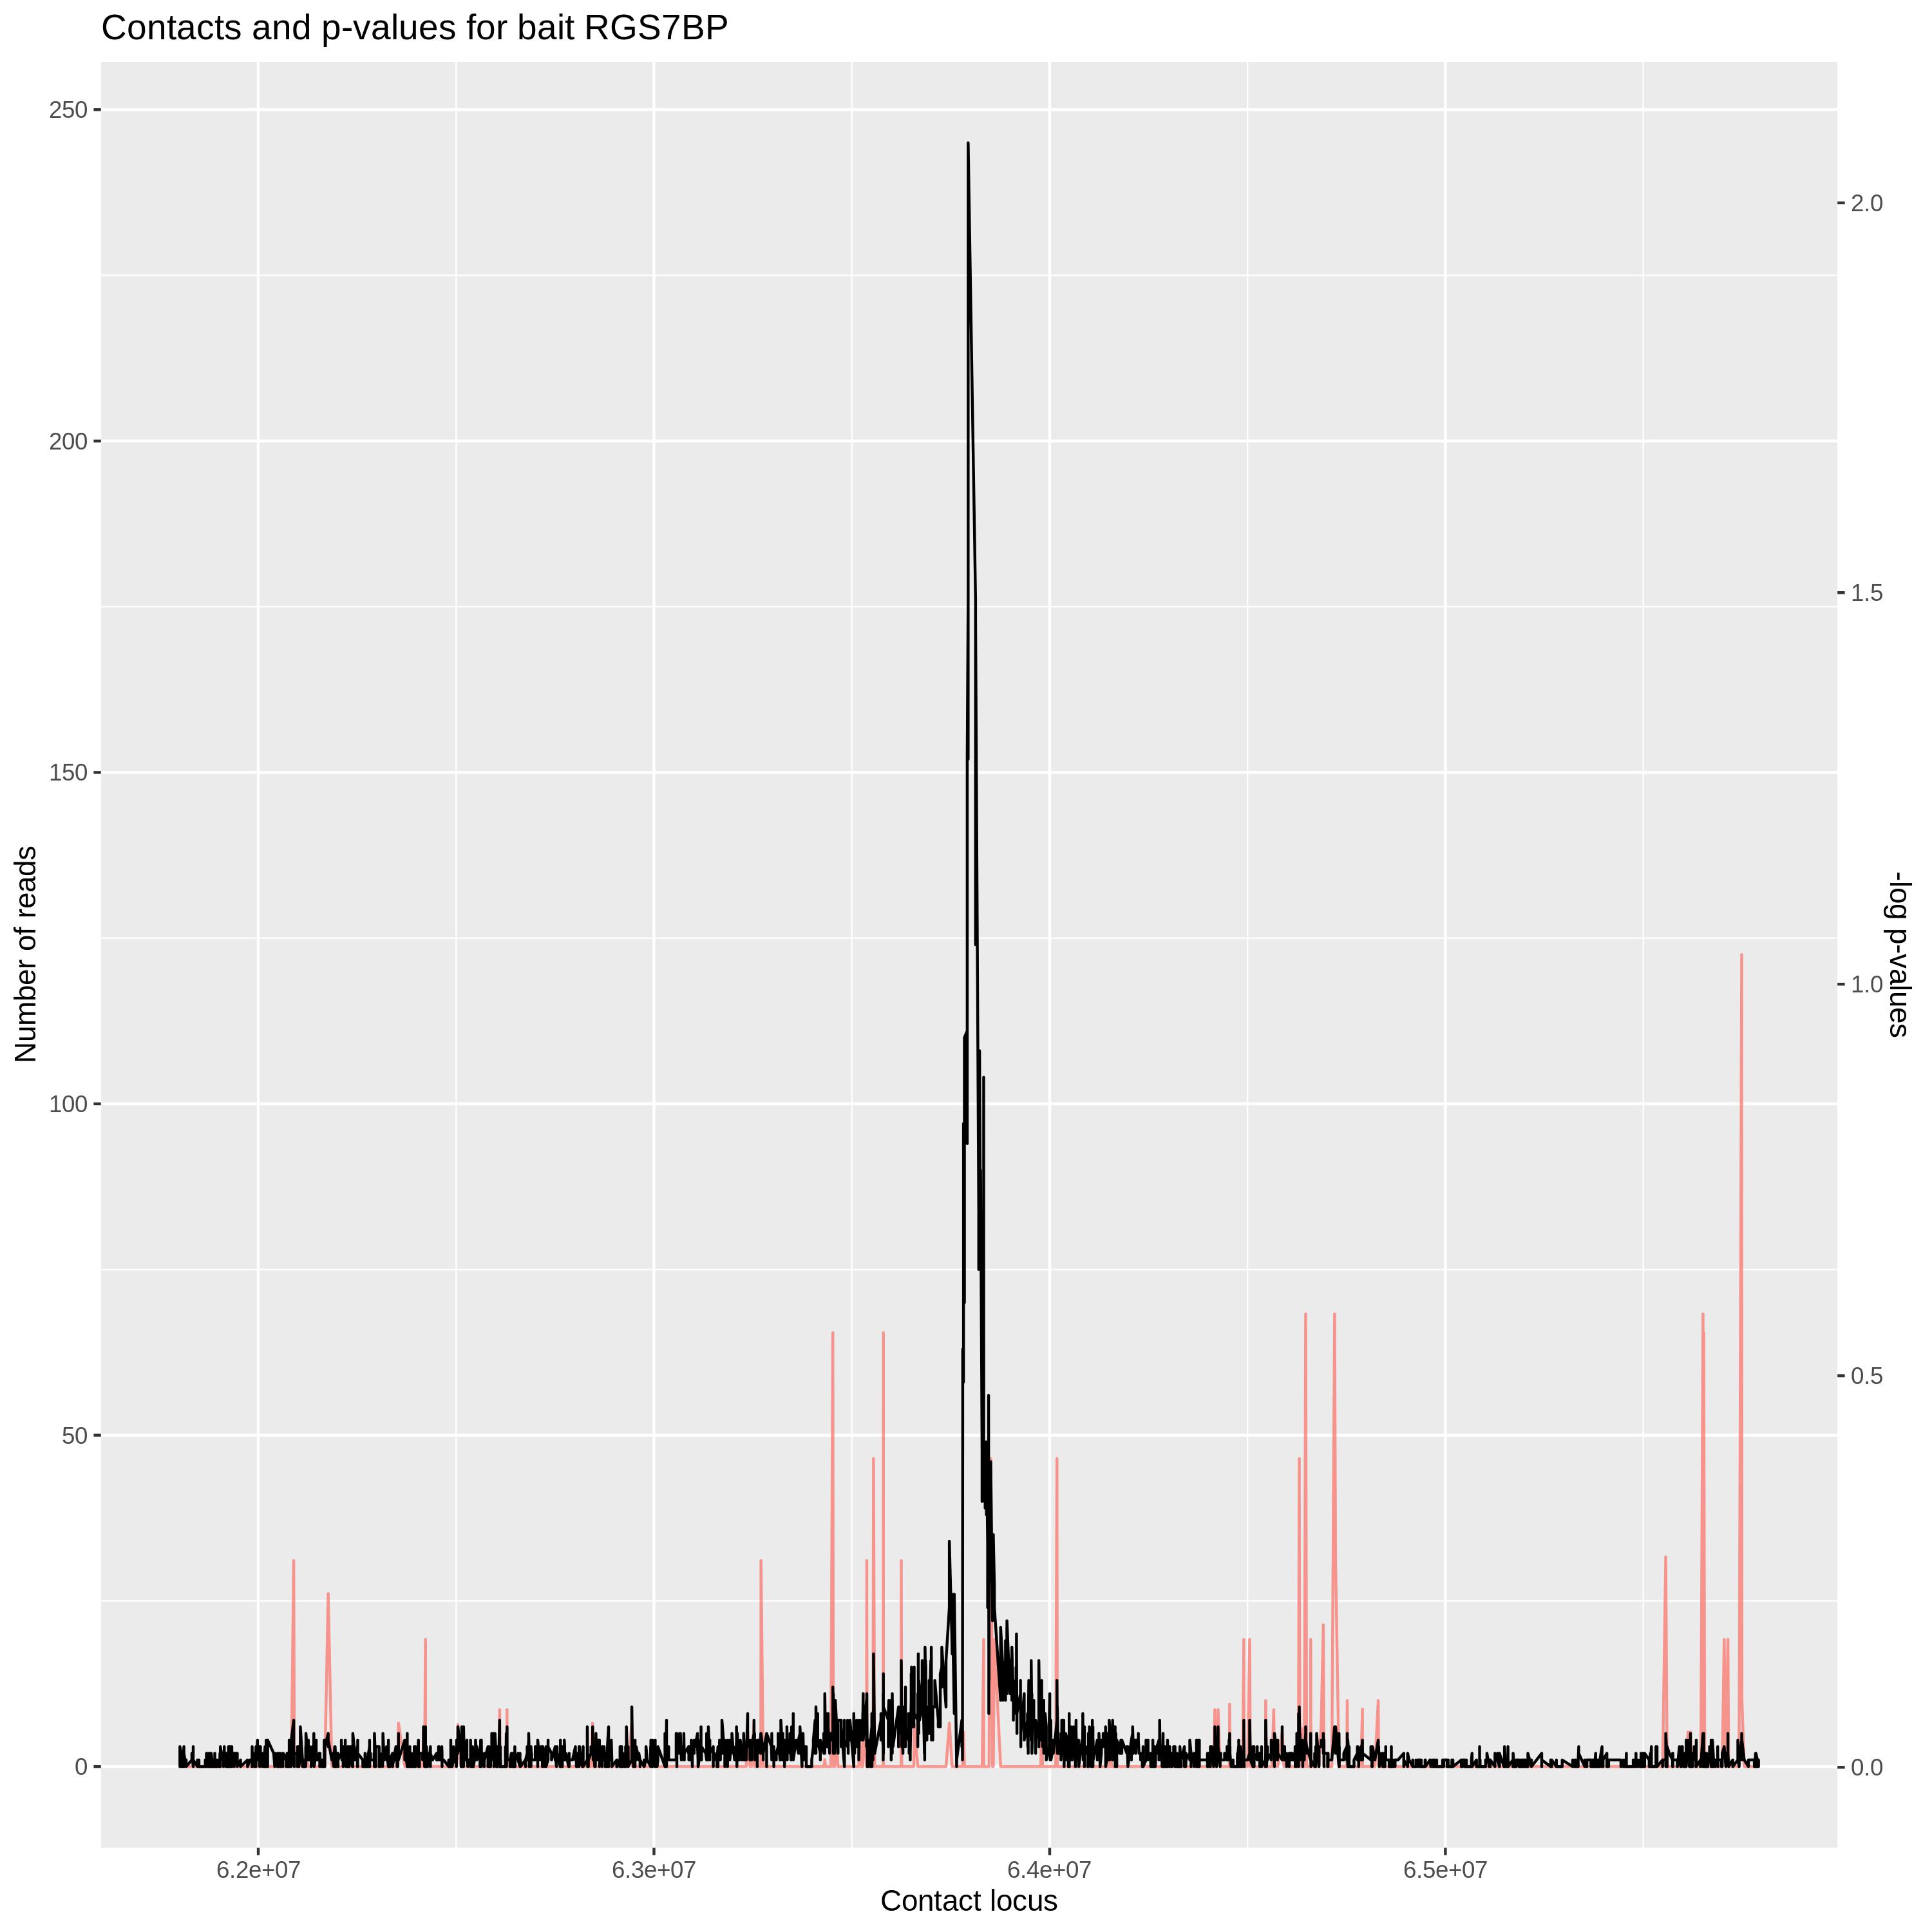 Contacts and p-values for bait RGS7BP
250
200
150
100
50
0
Number of reads
2.0
1.5
1.0
0.5
0.0
-log p-values
6.2e+07
6.3e+07
6.4e+07
6.5e+07
Contact locus